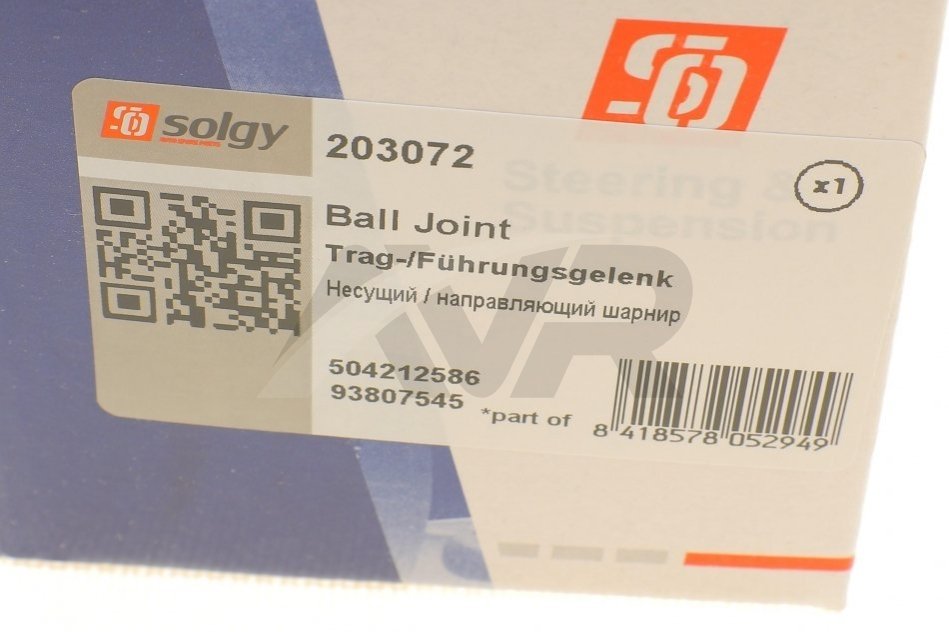 solgy
203072
Steering &
Suspension
x1
Ball Joint
Trag-/Führungsgelenk
Несущий / направляющий шарнир
AVR
504212586
93807545 *part of
8 418578 052949